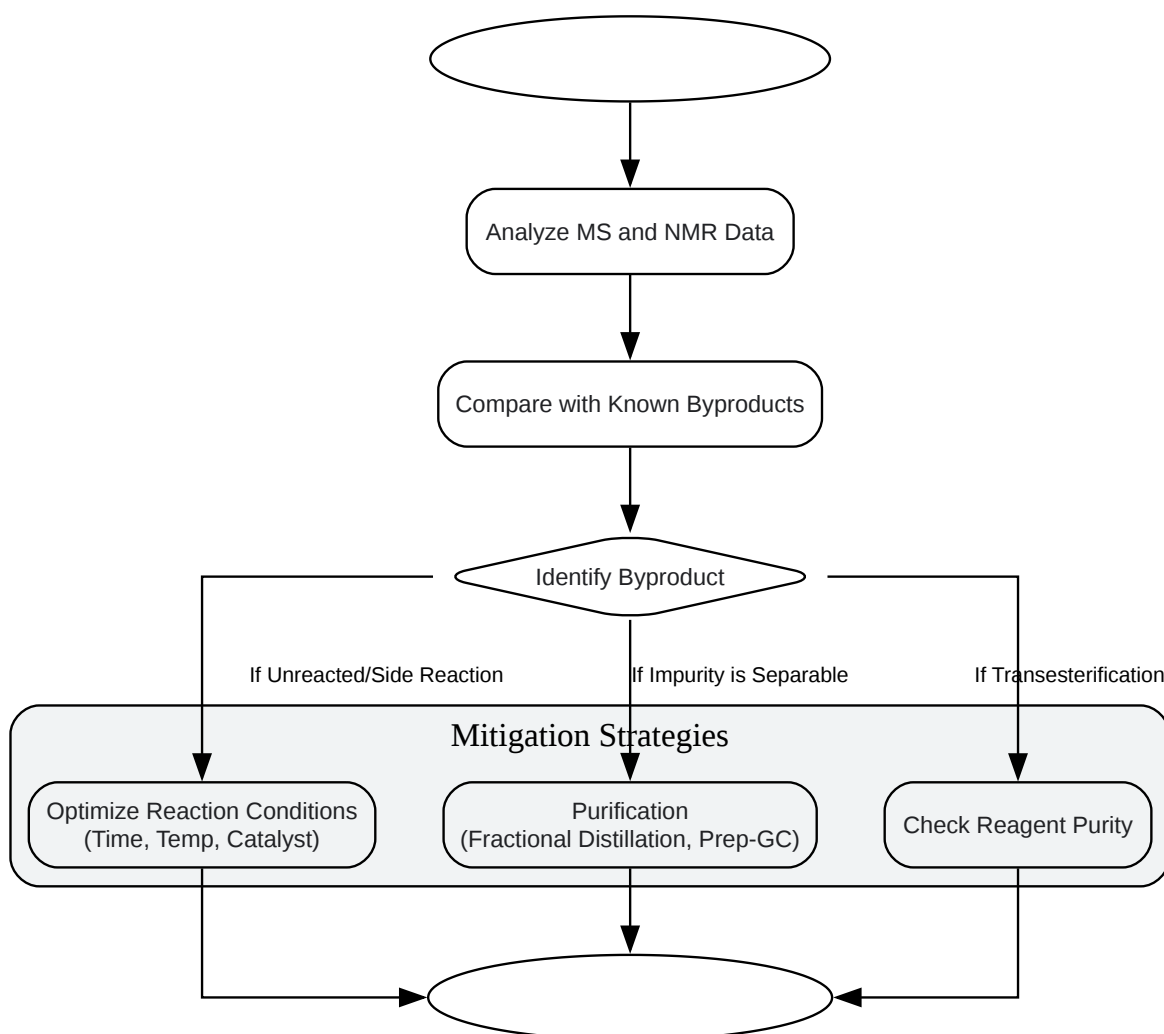 Analyze MS and NMR Data
Compare with Known Byproducts
Identify Byproduct
If Unreacted/Side Reaction
If Impurity is Separable
If Transesterification
Mitigation Strategies
Optimize Reaction Conditions
(Time, Temp, Catalyst)
Purification
(Fractional Distillation, Prep-GC)
Check Reagent Purity